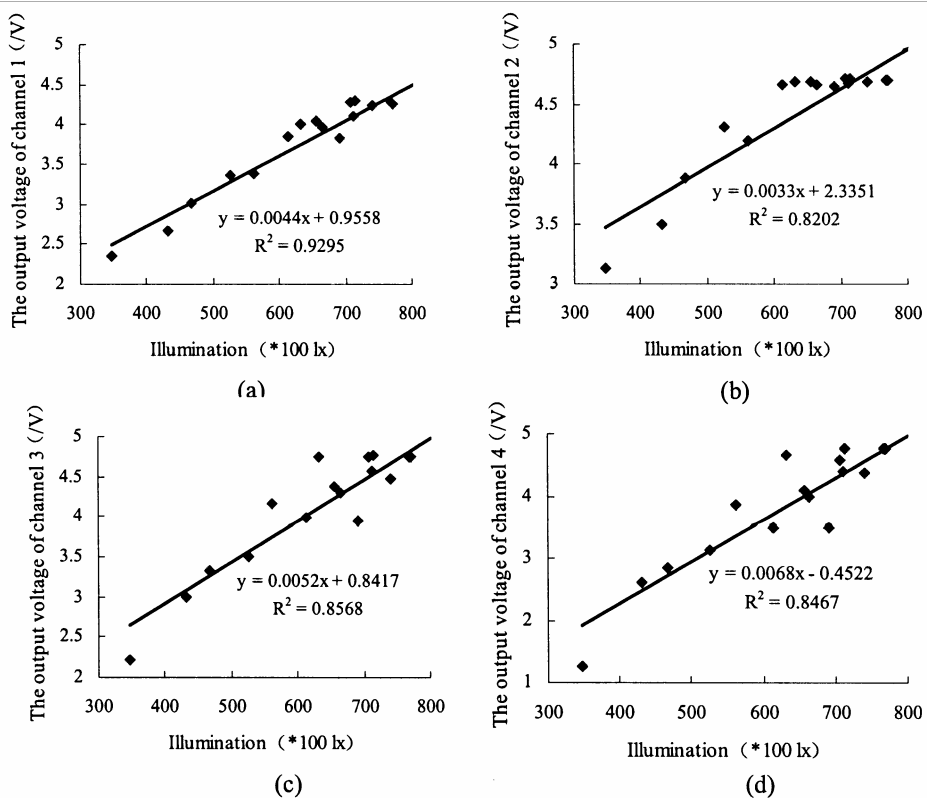 The output voltage of channel 1 (/V)
5
4.5
4
3.5
3
2.5
2
y = 0.0044x + 0.9558
R² = 0.9295
300 400 500 600 700 800
Illumination (*100 lx)
(a)
The output voltage of channel 2 (/V)
5
4.5
4
3.5
3
y = 0.0033x + 2.3351
R² = 0.8202
300 400 500 600 700 800
Illumination (*100 lx)
(b)
The output voltage of channel 3 (/V)
5
4.5
4
3.5
3
2.5
2
y = 0.0052x + 0.8417
R² = 0.8568
300 400 500 600 700 800
Illumination (*100 lx)
(c)
The output voltage of channel 4 (/V)
5
4
3
2
1
y = 0.0068x - 0.4522
R² = 0.8467
300 400 500 600 700 800
Illumination (*100 lx)
(d)